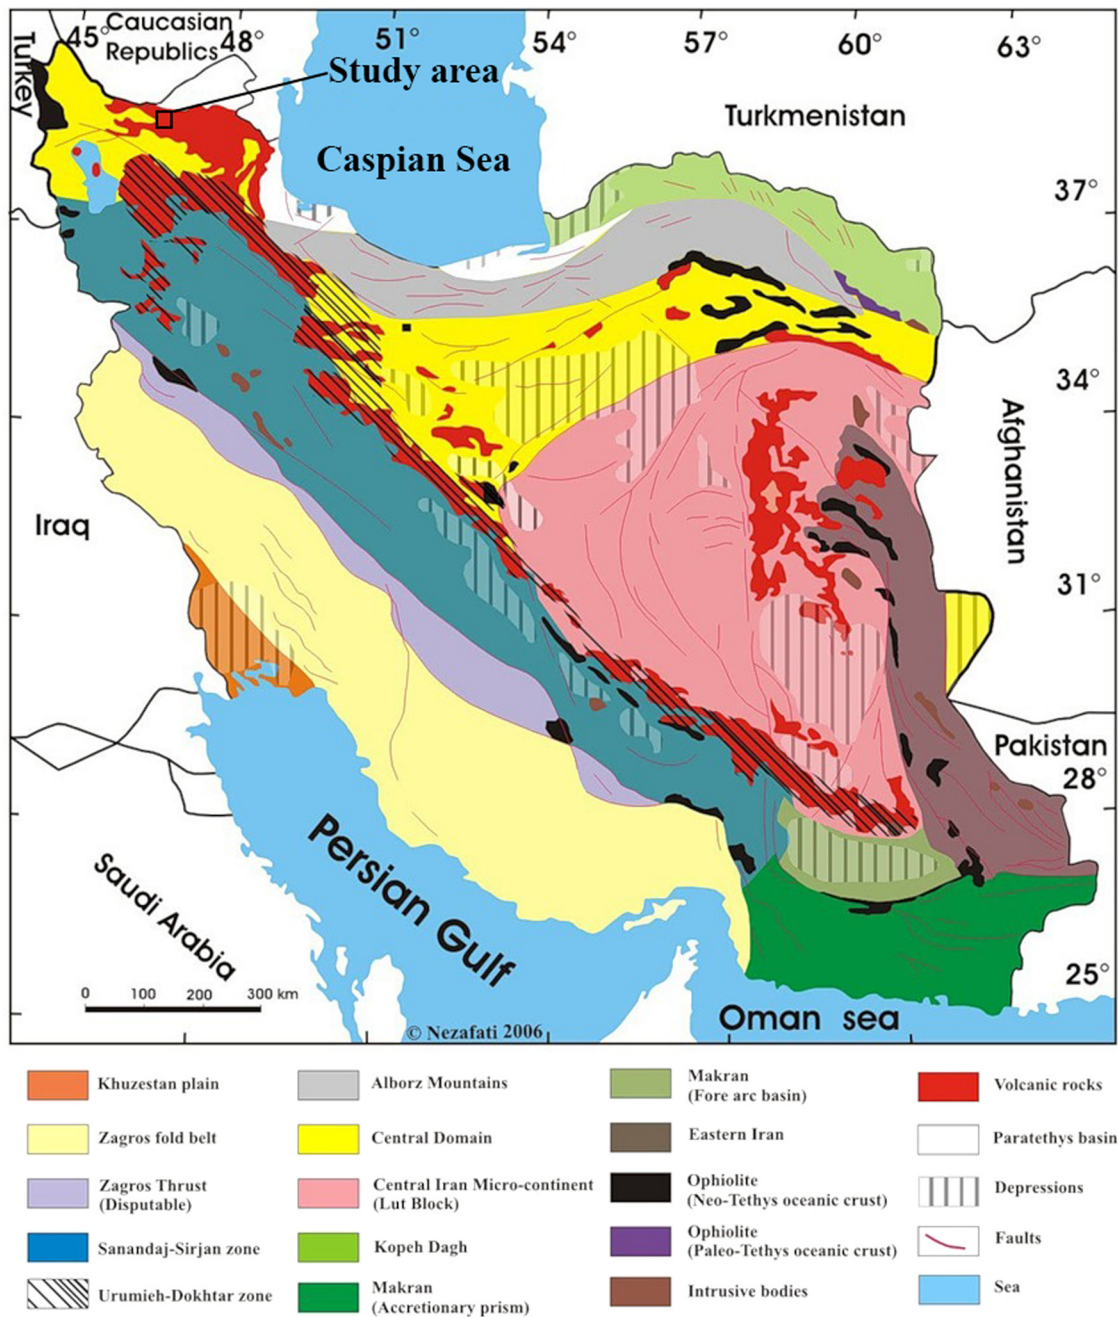 45°
Caucasian
Republics
48°
51°
54°
57°
60°
63°
Turkey
Study area
Turkmenistan
Caspian Sea
37°
34°
Afghanistan
Iraq
31°
Pakistan
28°
Persian Gulf
Saudi Arabia
25°
0 100 200 300 km
Oman sea
© Nezafati 2006
Khuzestan plain
Zagros fold belt
Zagros Thrust
(Disputable)
Sanandaj-Sirjan zone
Urumieh-Dokhtar zone
Alborz Mountains
Central Domain
Central Iran Micro-continent
(Lut Block)
Kopeh Dagh
Makran
(Accretionary prism)
Makran
(Fore arc basin)
Eastern Iran
Ophiolite
(Neo-Tethys oceanic crust)
Ophiolite
(Paleo-Tethys oceanic crust)
Intrusive bodies
Volcanic rocks
Paratethys basin
Depressions
Faults
Sea